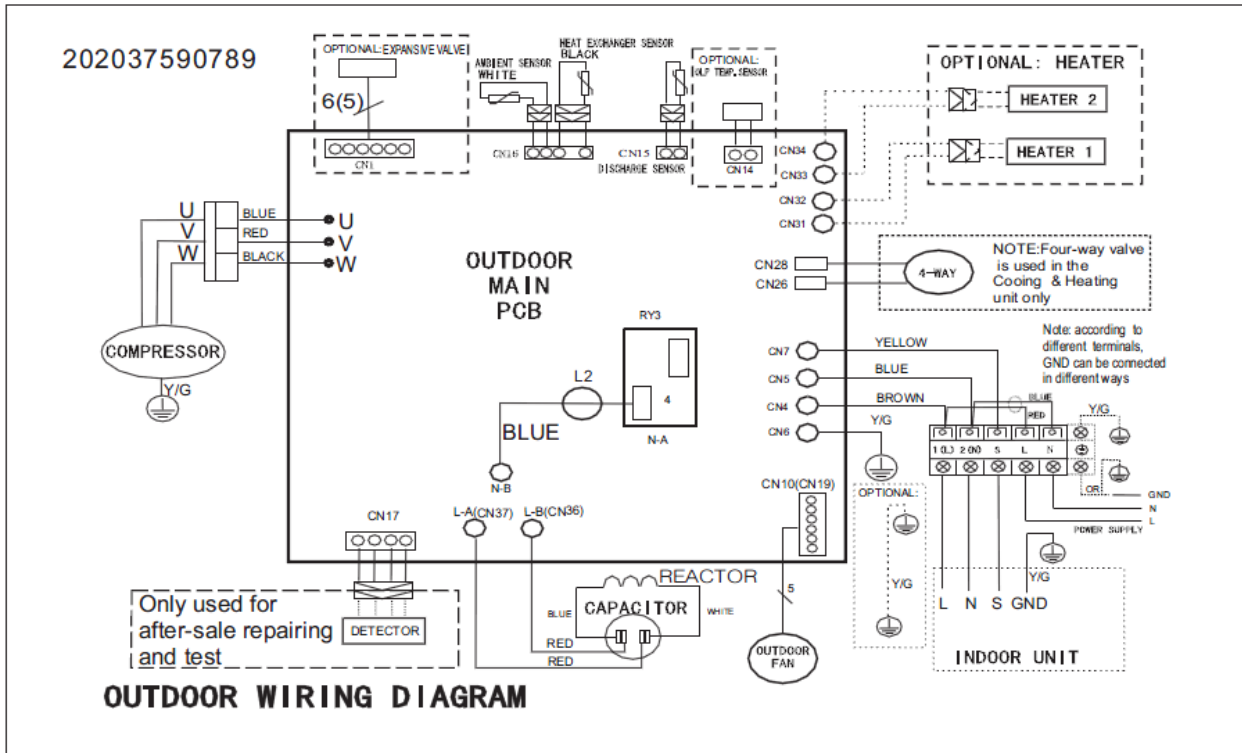 202037590789
OPTIONAL:EXPANSIVE VALVE
6(5)
CN1
AMBIENT SENSOR
WHITE
HEAT EXCHANGER SENSOR
BLACK
CN16
CN15
DISCHARGE SENSOR
OPTIONAL:
OLP TEMP.SENSOR
CN14
OPTIONAL: HEATER
HEATER 2
HEATER 1
CN34
CN33
CN32
CN31
U
V
W
BLUE
RED
BLACK
U
V
W
COMPRESSOR
Y/G
OUTDOOR
MAIN
PCB
CN28
CN26
4-WAY
NOTE:Four-way valve
is used in the
Cooing & Heating
unit only
RY3
4
N-A
L2
BLUE
N-B
CN7
YELLOW
CN5
BLUE
CN4
BROWN
CN6
Y/G
Note: according to
different terminals,
GND can be connected
in different ways
BLUE
RED
Y/G
1(L) 2(N) S L N
OR
GND
N
L
POWER SUPPLY
CN10(CN19)
OPTIONAL:
Y/G
Y/G
L N S GND
INDOOR UNIT
L-A(CN37)
L-B(CN36)
CN17
Only used for
after-sale repairing
and test
DETECTOR
REACTOR
BLUE
CAPACITOR
WHITE
RED
RED
5
OUTDOOR
FAN
OUTDOOR WIRING DIAGRAM